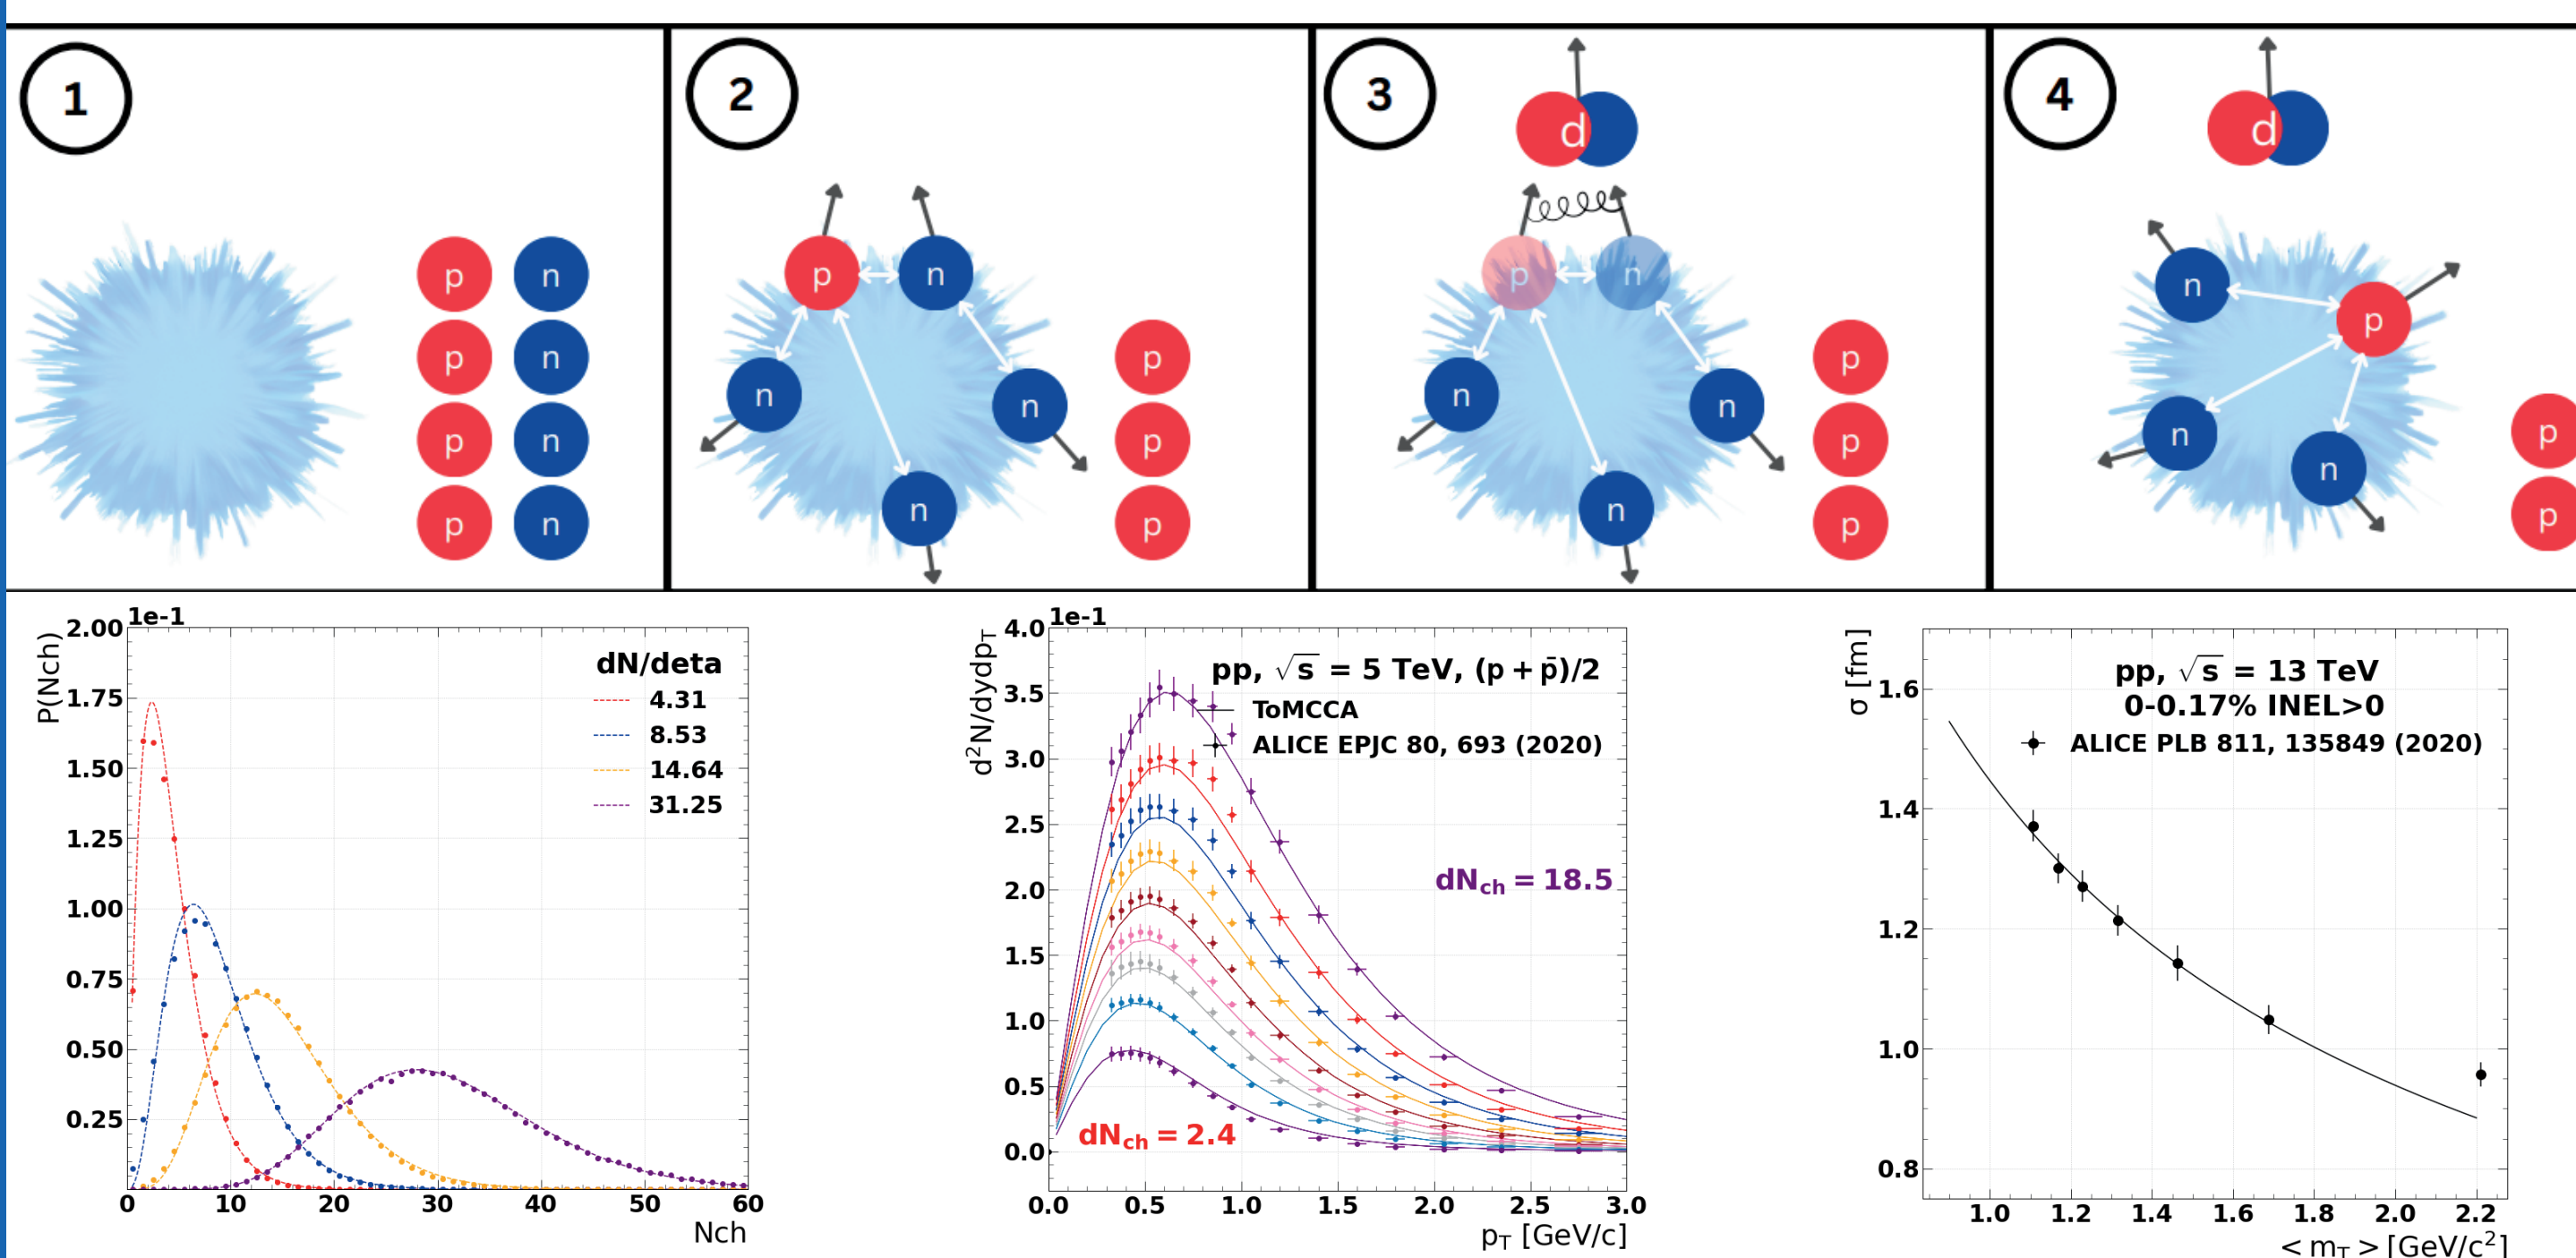 1
p n
p n
p n
p n
2
p n
n
n
n
p
p
p
3
d
p n
n
n
n
p
p
p
4
d
n
p
n
n
p
p
1e-1
P(Nch)
2.00
1.75
1.50
1.25
1.00
0.75
0.50
0.25
0 10 20 30 40 50 60
Nch
dN/deta
4.31
8.53
14.64
31.25
1e-1
d²N/dydp_T
4.0
3.5
3.0
2.5
2.0
1.5
1.0
0.5
0.0
0.0 0.5 1.0 1.5 2.0 2.5 3.0
p_T [GeV/c]
pp, √s = 5 TeV, (p + p̄)/2
ToMCCA
ALICE EPJC 80, 693 (2020)
dN_ch = 18.5
dN_ch = 2.4
σ [fm]
1.6
1.4
1.2
1.0
0.8
1.0 1.2 1.4 1.6 1.8 2.0 2.2
< m_T > [GeV/c²]
pp, √s = 13 TeV
0-0.17% INEL>0
ALICE PLB 811, 135849 (2020)